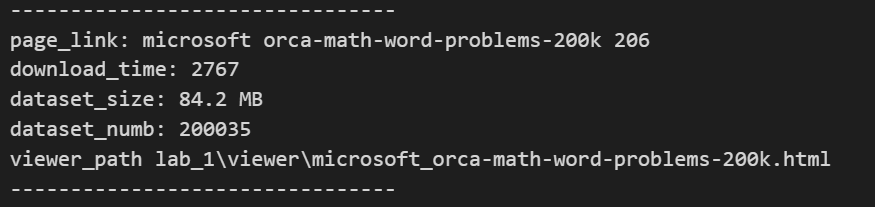 --------------------------------
page_link: microsoft orca-math-word-problems-200k 206
download_time: 2767
dataset_size: 84.2 MB
dataset_numb: 200035
viewer_path lab_1\viewer\microsoft_orca-math-word-problems-200k.html
--------------------------------